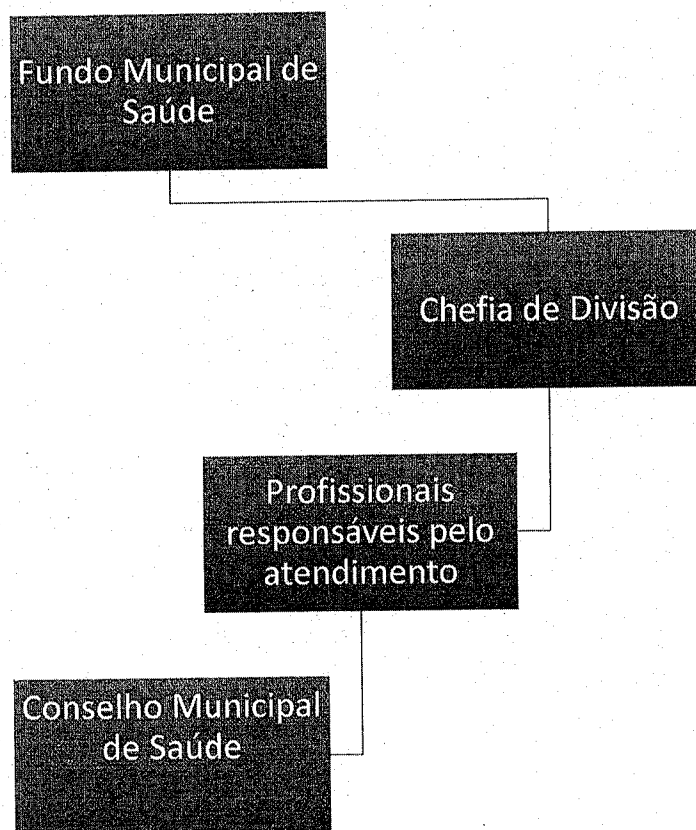 Fundo Municipal de
Saúde
Chefia de Divisão
Profissionais
responsáveis pelo
atendimento
Conselho Municipal
de Saúde